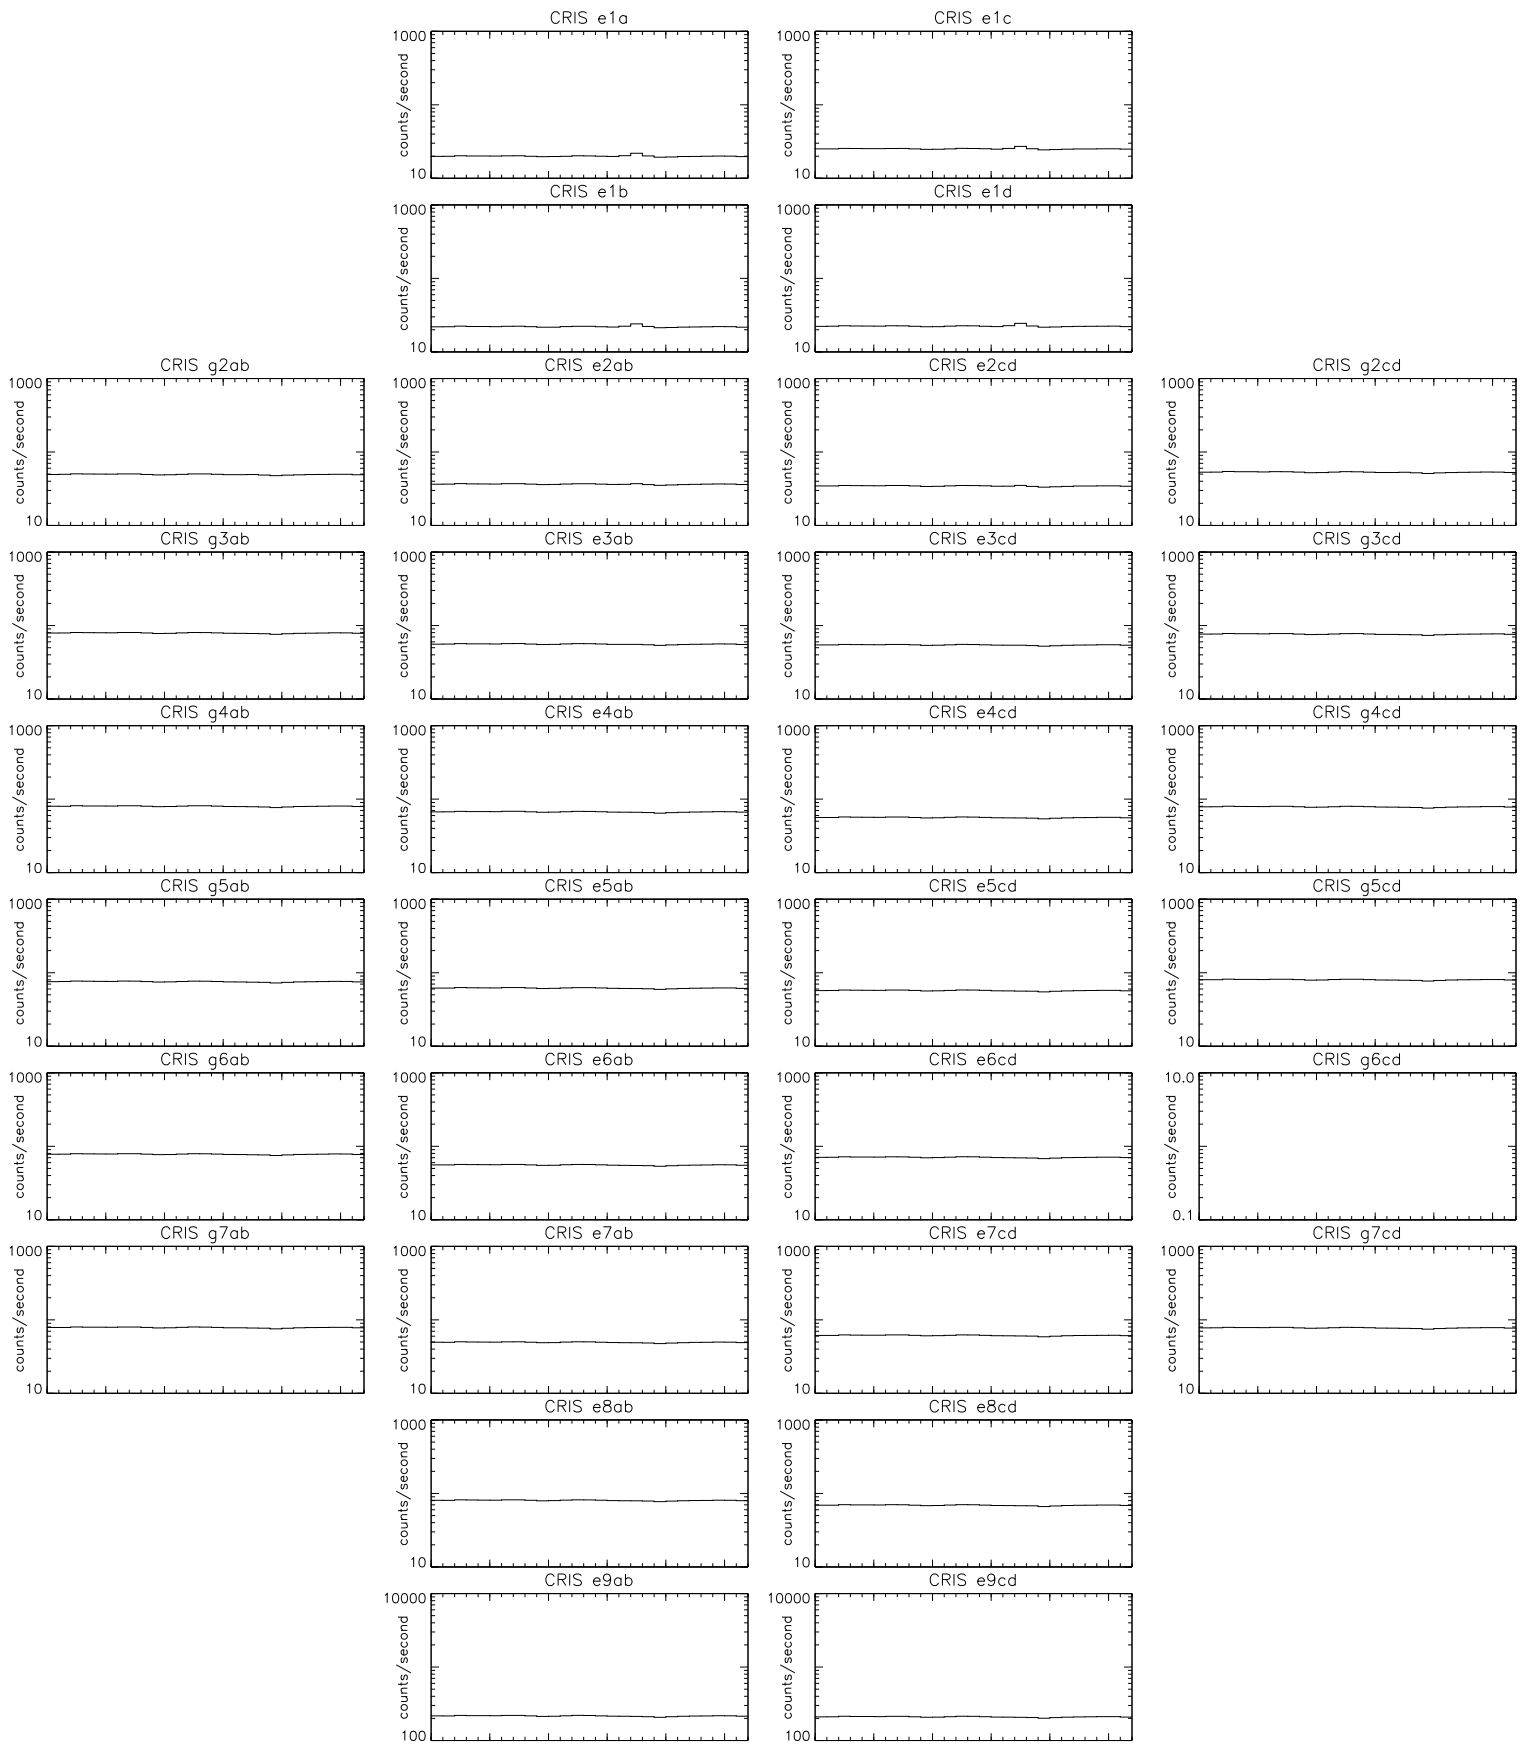 CRIS e1a
CRIS e1c
1000
counts/second
10
1000
counts/second
10
CRIS e1b
CRIS e1d
1000
counts/second
10
1000
counts/second
10
CRIS g2ab
CRIS e2ab
CRIS e2cd
CRIS g2cd
1000
counts/second
10
1000
counts/second
10
1000
counts/second
10
1000
counts/second
10
CRIS g3ab
CRIS e3ab
CRIS e3cd
CRIS g3cd
1000
counts/second
10
1000
counts/second
10
1000
counts/second
10
1000
counts/second
10
CRIS g4ab
CRIS e4ab
CRIS e4cd
CRIS g4cd
1000
counts/second
10
1000
counts/second
10
1000
counts/second
10
1000
counts/second
10
CRIS g5ab
CRIS e5ab
CRIS e5cd
CRIS g5cd
1000
counts/second
10
1000
counts/second
10
1000
counts/second
10
1000
counts/second
10
CRIS g6ab
CRIS e6ab
CRIS e6cd
CRIS g6cd
1000
counts/second
10
1000
counts/second
10
1000
counts/second
10
10.0
counts/second
0.1
CRIS g7ab
CRIS e7ab
CRIS e7cd
CRIS g7cd
1000
counts/second
10
1000
counts/second
10
1000
counts/second
10
1000
counts/second
10
CRIS e8ab
CRIS e8cd
1000
counts/second
10
1000
counts/second
10
CRIS e9ab
CRIS e9cd
10000
counts/second
100
10000
counts/second
100